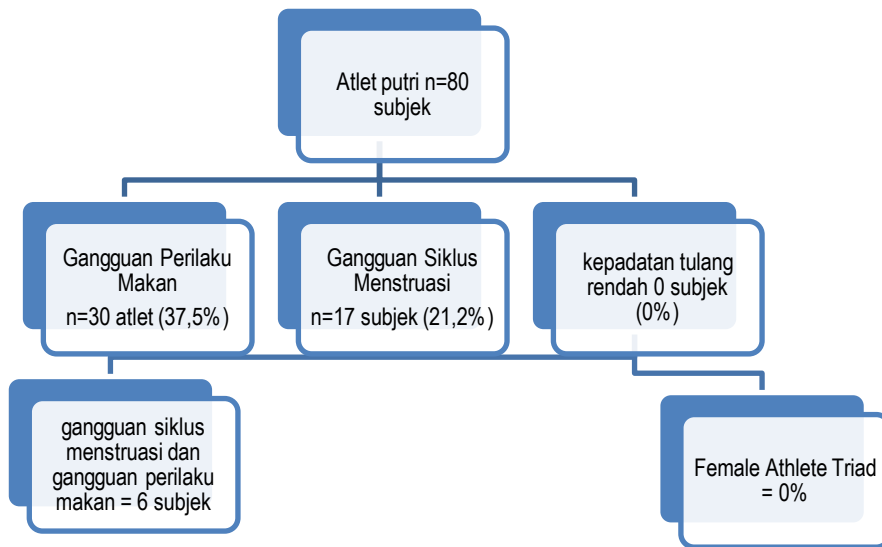 Atlet putri n=80
subjek
Gangguan Perilaku
Makan
n=30 atlet (37,5%)
Gangguan Siklus
Menstruasi
n=17 subjek (21,2%)
kepadatan tulang
rendah 0 subjek
(0%)
gangguan siklus
menstruasi dan
gangguan perilaku
makan = 6 subjek
Female Athlete Triad
= 0%